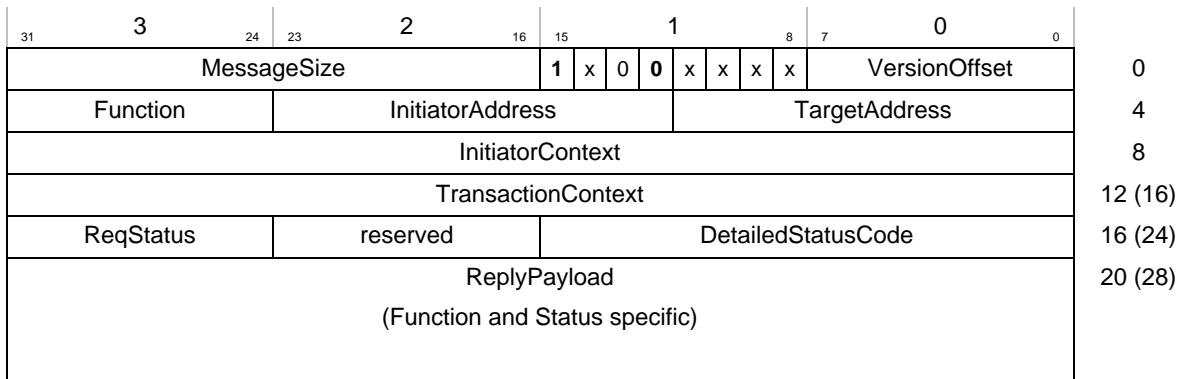 3 2 1 0
31 24 23 16 15 8 7 0
MessageSize 1 x 0 0 x x x x VersionOffset 0
Function InitiatorAddress TargetAddress 4
InitiatorContext 8
TransactionContext 12 (16)
ReqStatus reserved DetailedStatusCode 16 (24)
ReplyPayload 20 (28)
(Function and Status specific)